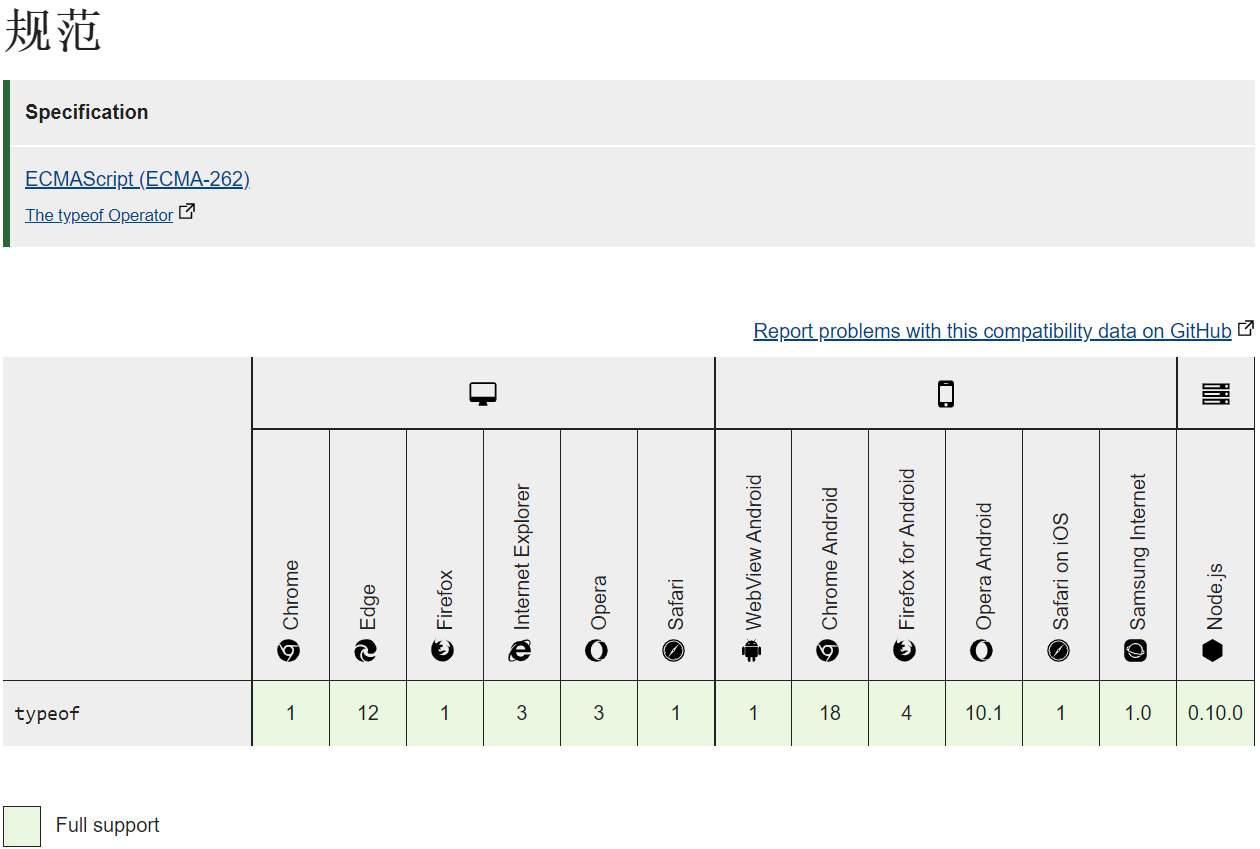 规范
Specification
ECMAScript (ECMA-262)
The typeof Operator
Report problems with this compatibility data on GitHub
Chrome
Edge
Firefox
Internet Explorer
Opera
Safari
WebView Android
Chrome Android
Firefox for Android
Opera Android
Safari on iOS
Samsung Internet
Node.js
typeof 1 12 1 3 3 1 1 18 4 10.1 1 1.0 0.10.0
Full support